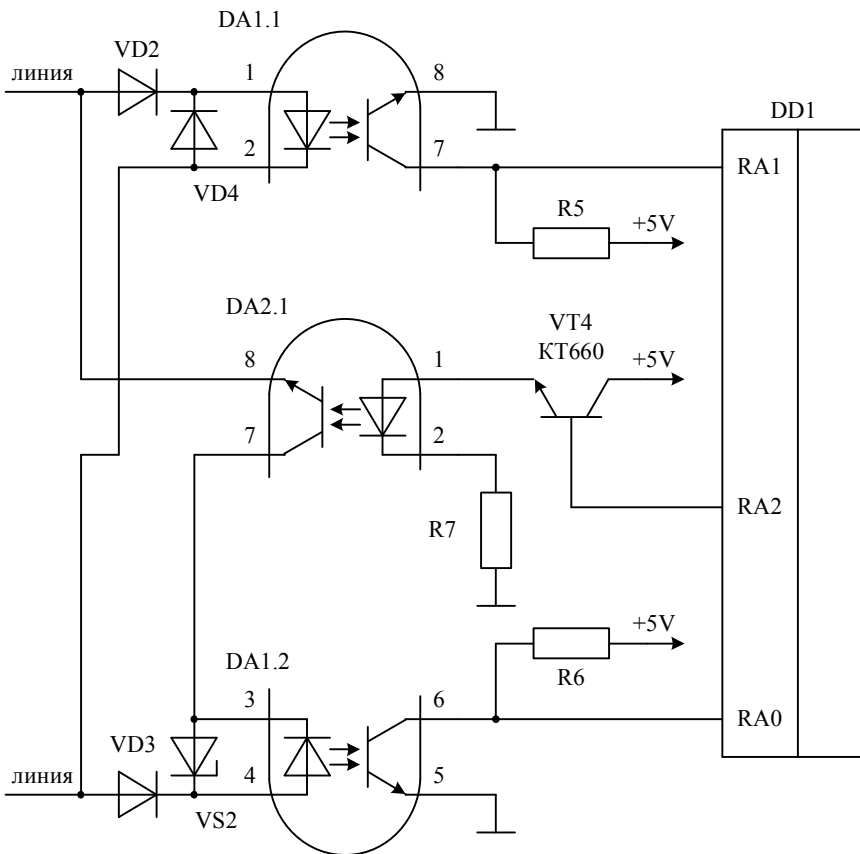 DA1.1
VD2
линия
1
8
DD1
2
7
RA1
VD4
R5
+5V
DA2.1
VT4
КТ660
8
1
+5V
7
2
R7
RA2
+5V
DA1.2
R6
3
6
RA0
VD3
4
5
линия
VS2